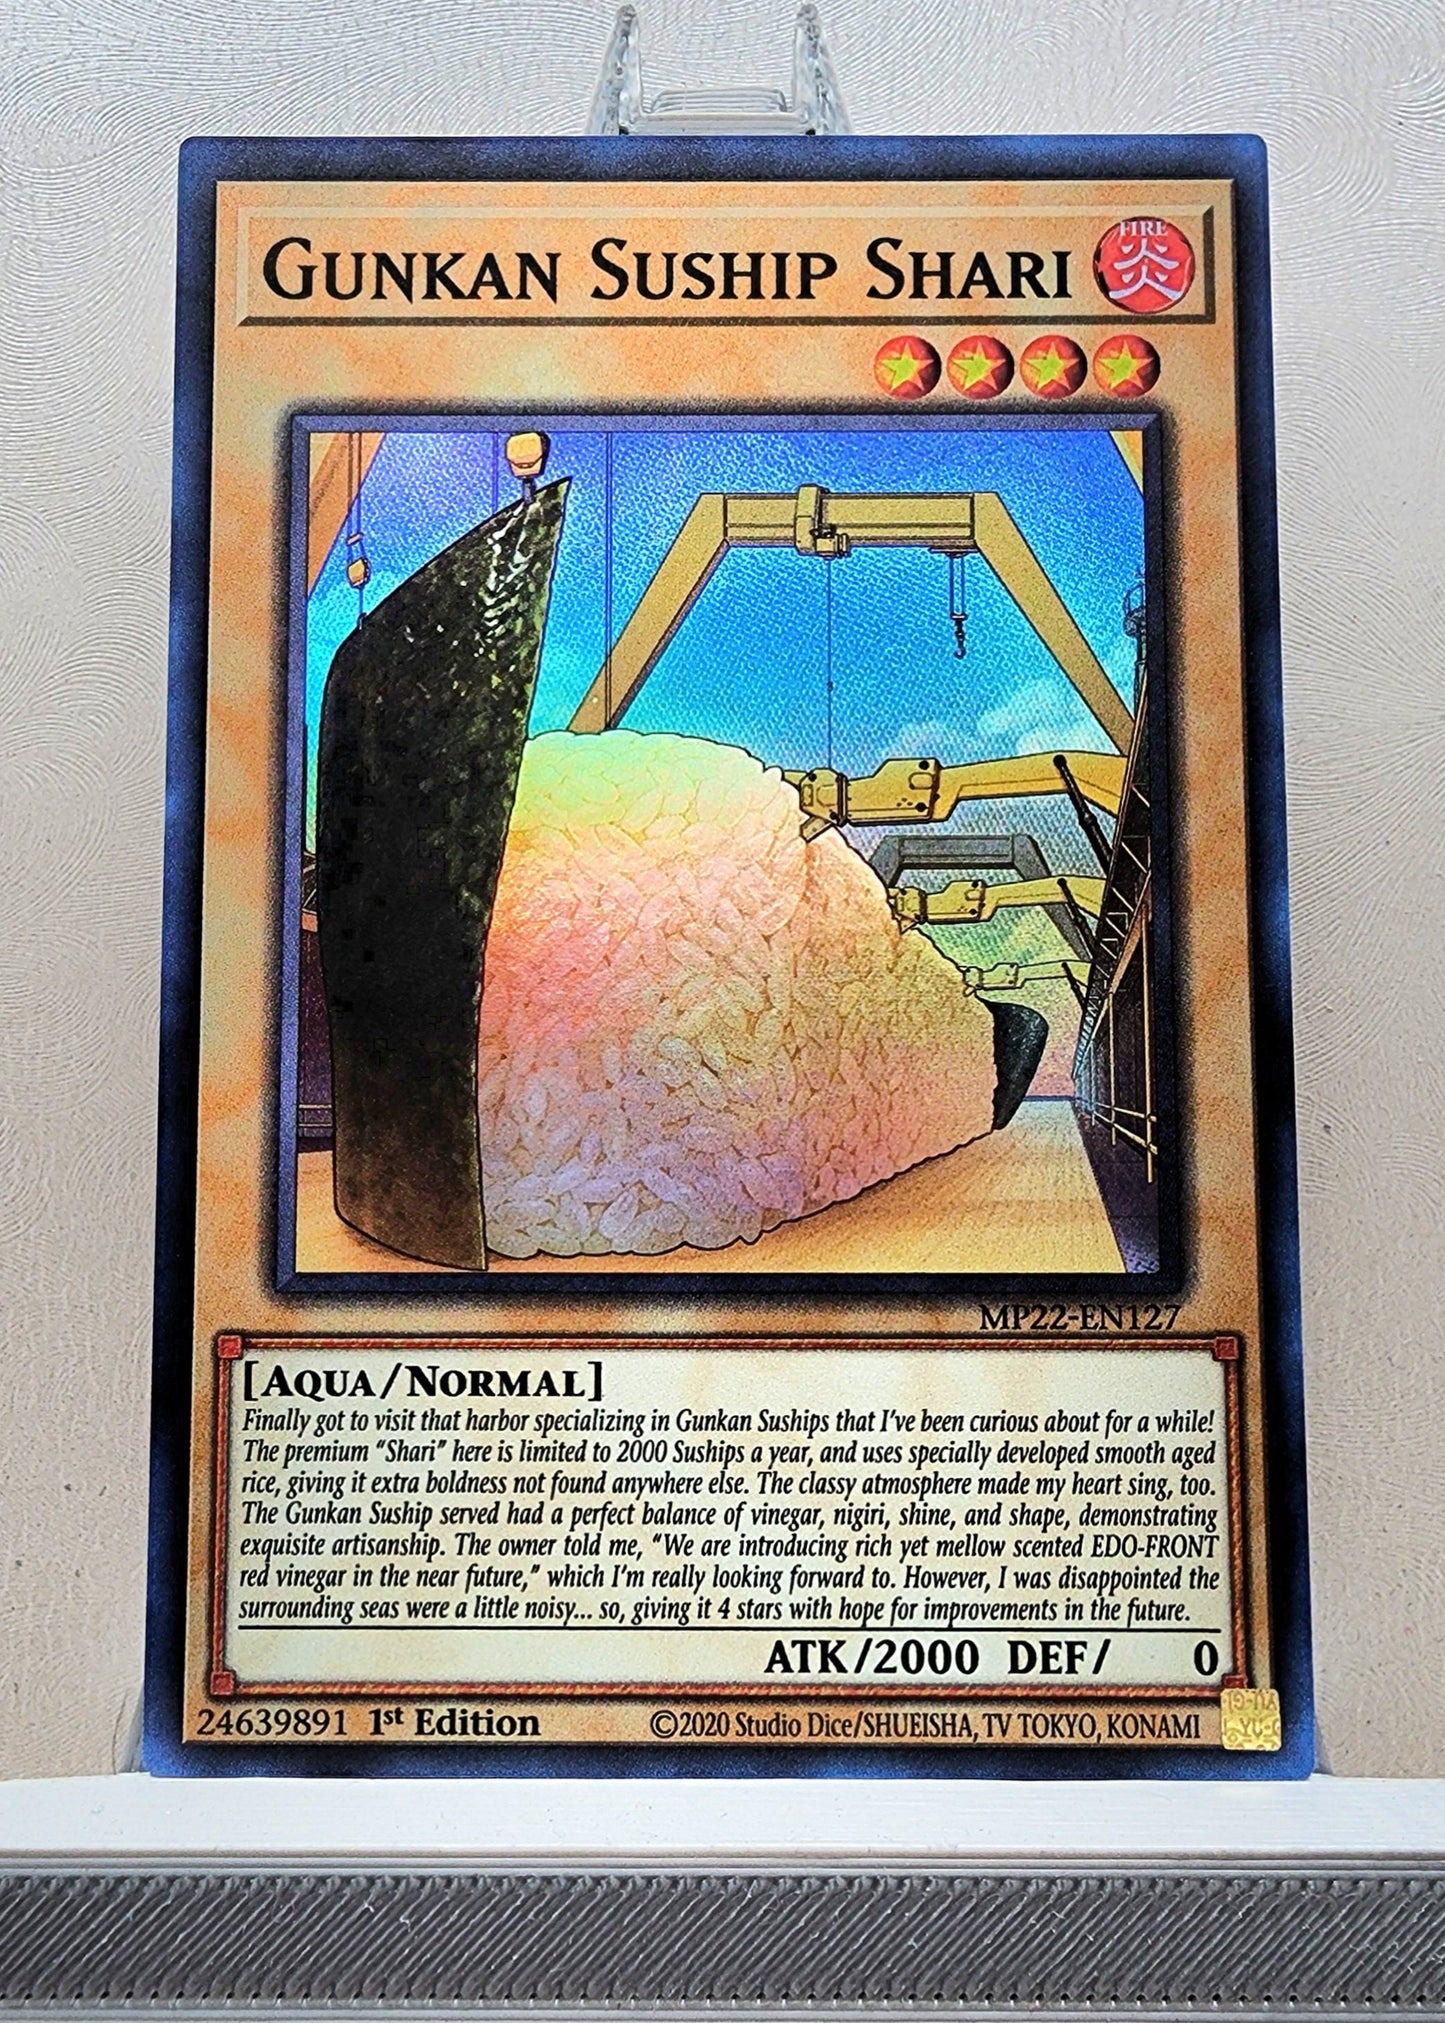 GUNKAN SUSHIP SHARI
FIRE
炎
MP22-EN127
[AQUA/NORMAL]
Finally got to visit that harbor specializing in Gunkan Suships that I've been curious about for a while!
The premium "Shari" here is limited to 2000 Suships a year, and uses specially developed smooth aged
rice, giving it extra boldness not found anywhere else. The classy atmosphere made my heart sing, too.
The Gunkan Suship served had a perfect balance of vinegar, nigiri, shine, and shape, demonstrating
exquisite artisanship. The owner told me, "We are introducing rich yet mellow scented EDO-FRONT
red vinegar in the near future," which I'm really looking forward to. However, I was disappointed the
surrounding seas were a little noisy... so, giving it 4 stars with hope for improvements in the future.
ATK/2000 DEF/ 0
24639891 1st Edition ©2020 Studio Dice/SHUEISHA, TV TOKYO, KONAMI